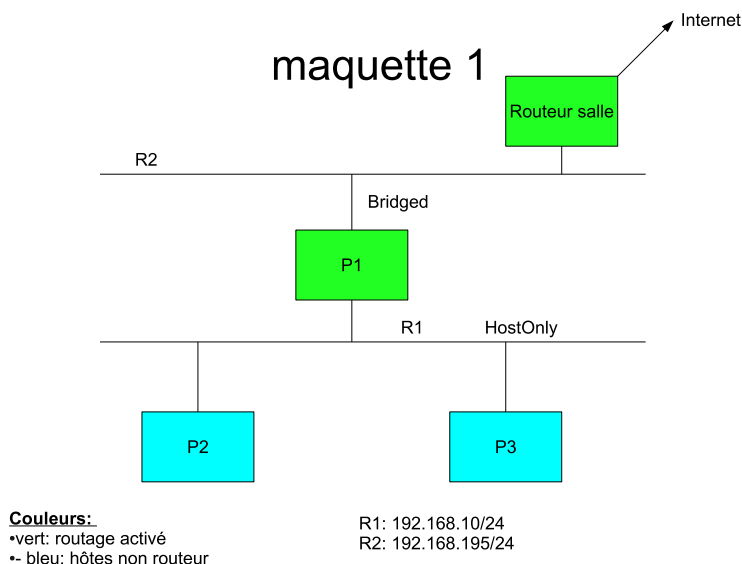 Internet
maquette 1
Routeur salle
R2
Bridged
P1
R1
HostOnly
P2
P3
Couleurs:
•vert: routage activé
•- bleu: hôtes non routeur
R1: 192.168.10/24
R2: 192.168.195/24